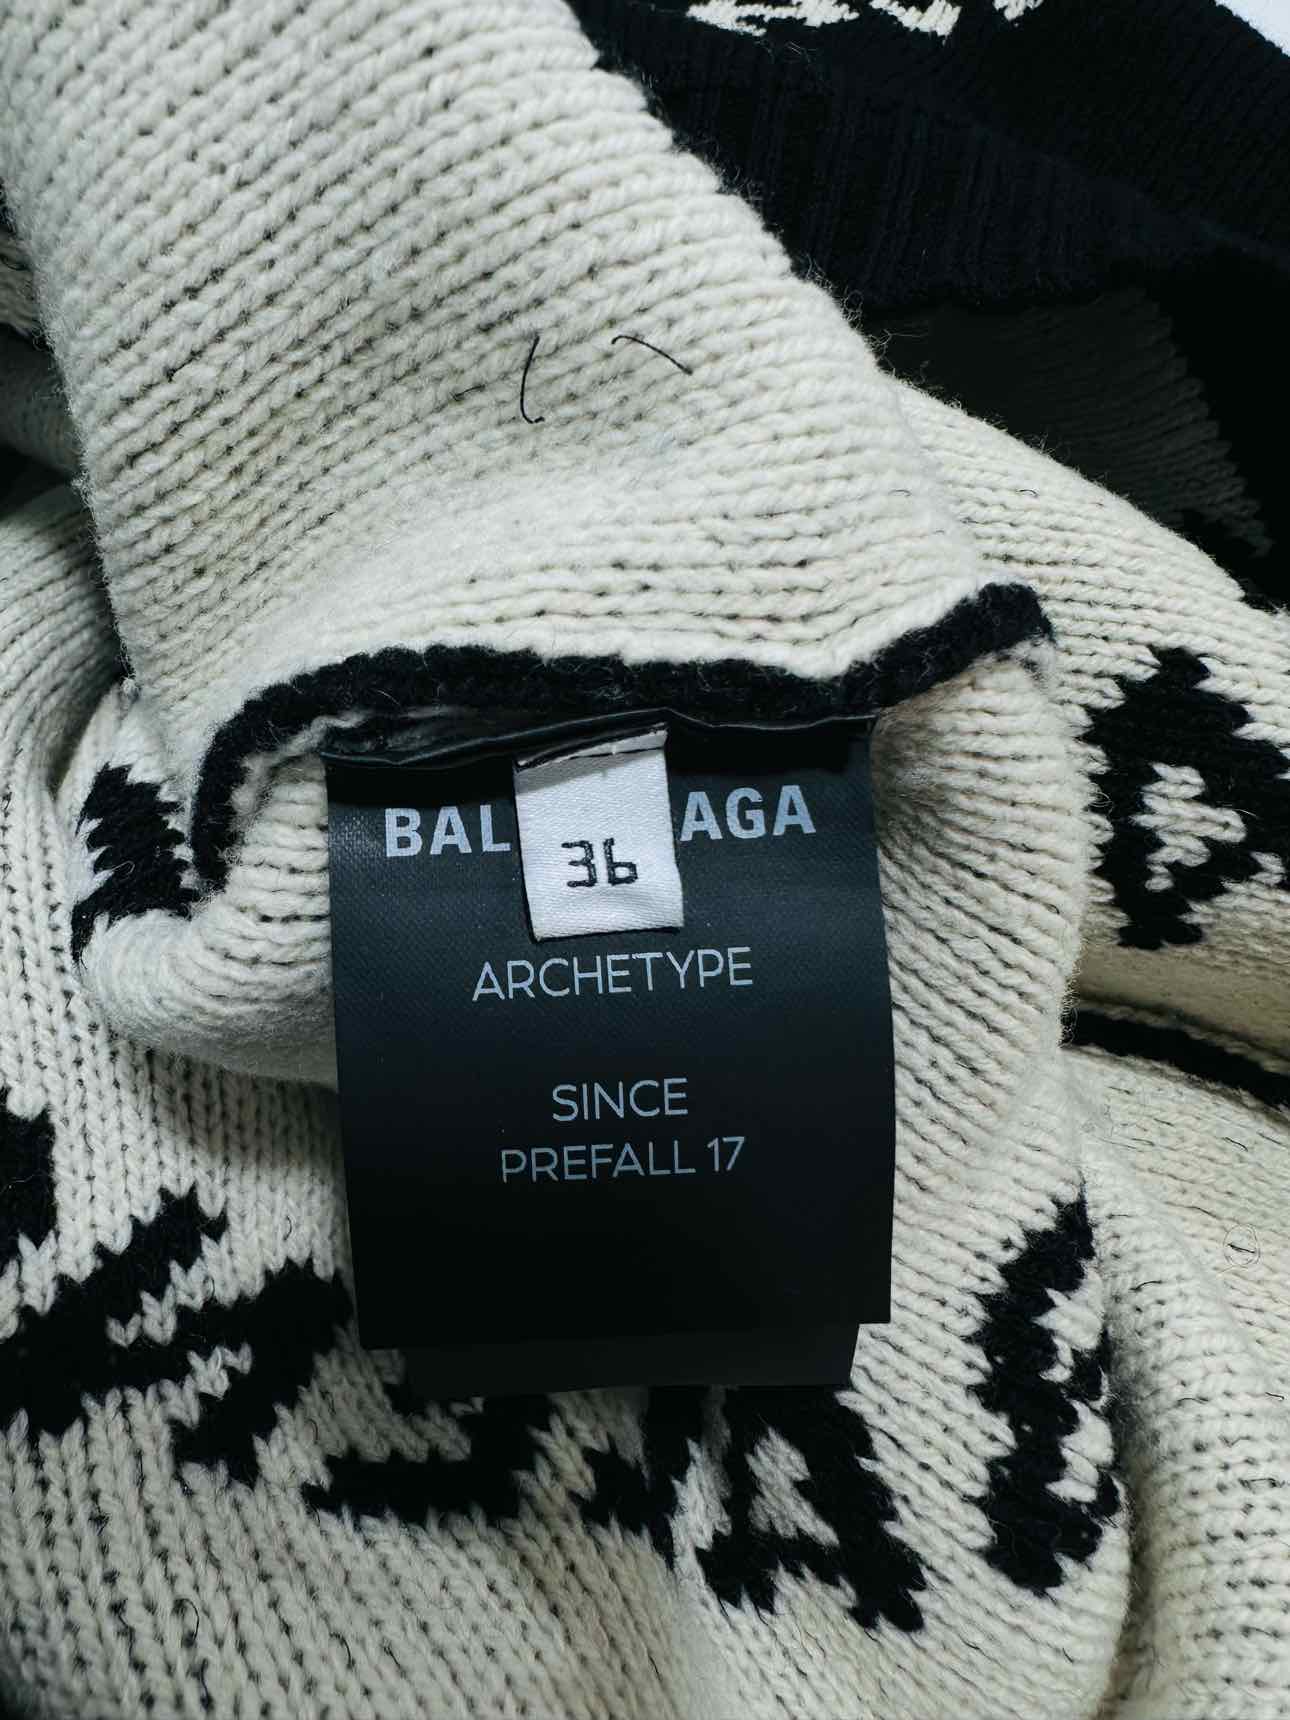 BAL AGA
36
ARCHETYPE
SINCE
PREFALL 17